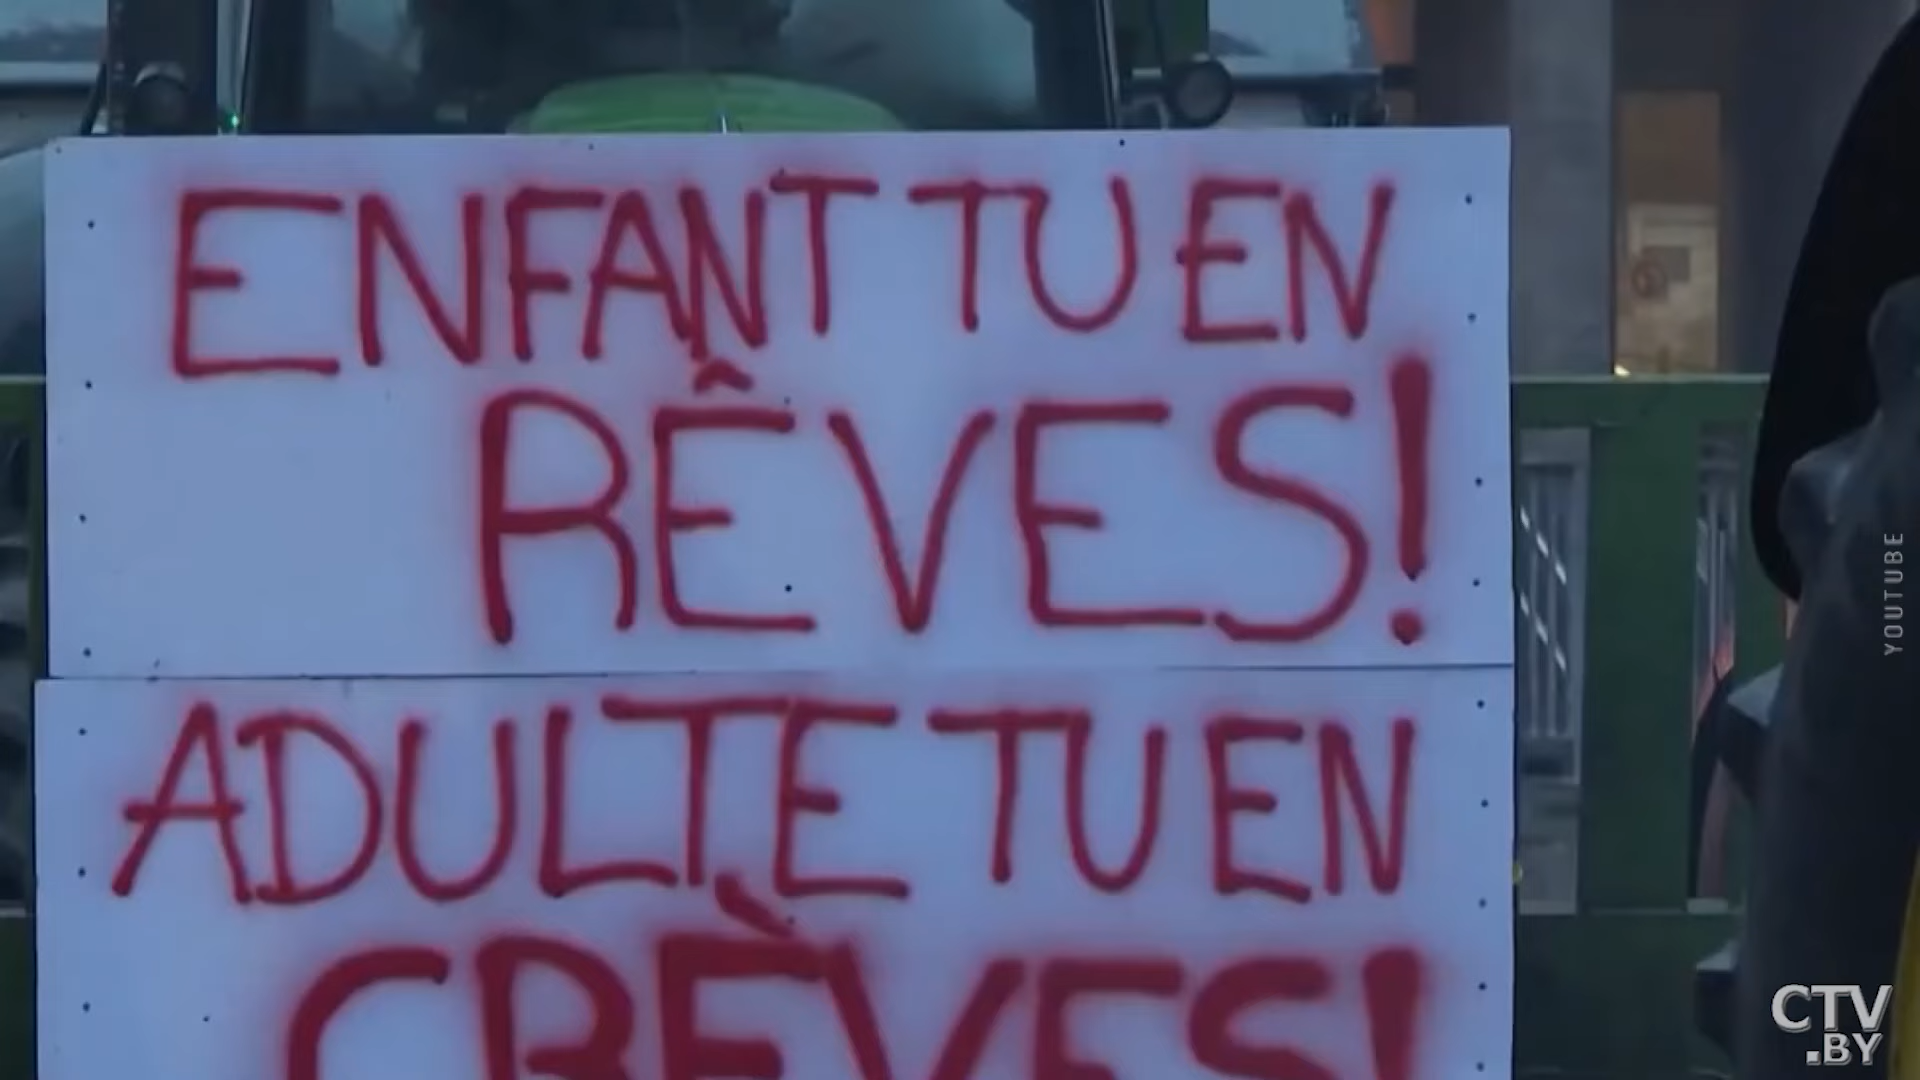 ENFANT TU EN
RÊVES!
ADULTE TU EN
CRÈVES!
YOUTUBE
CTV
.BY